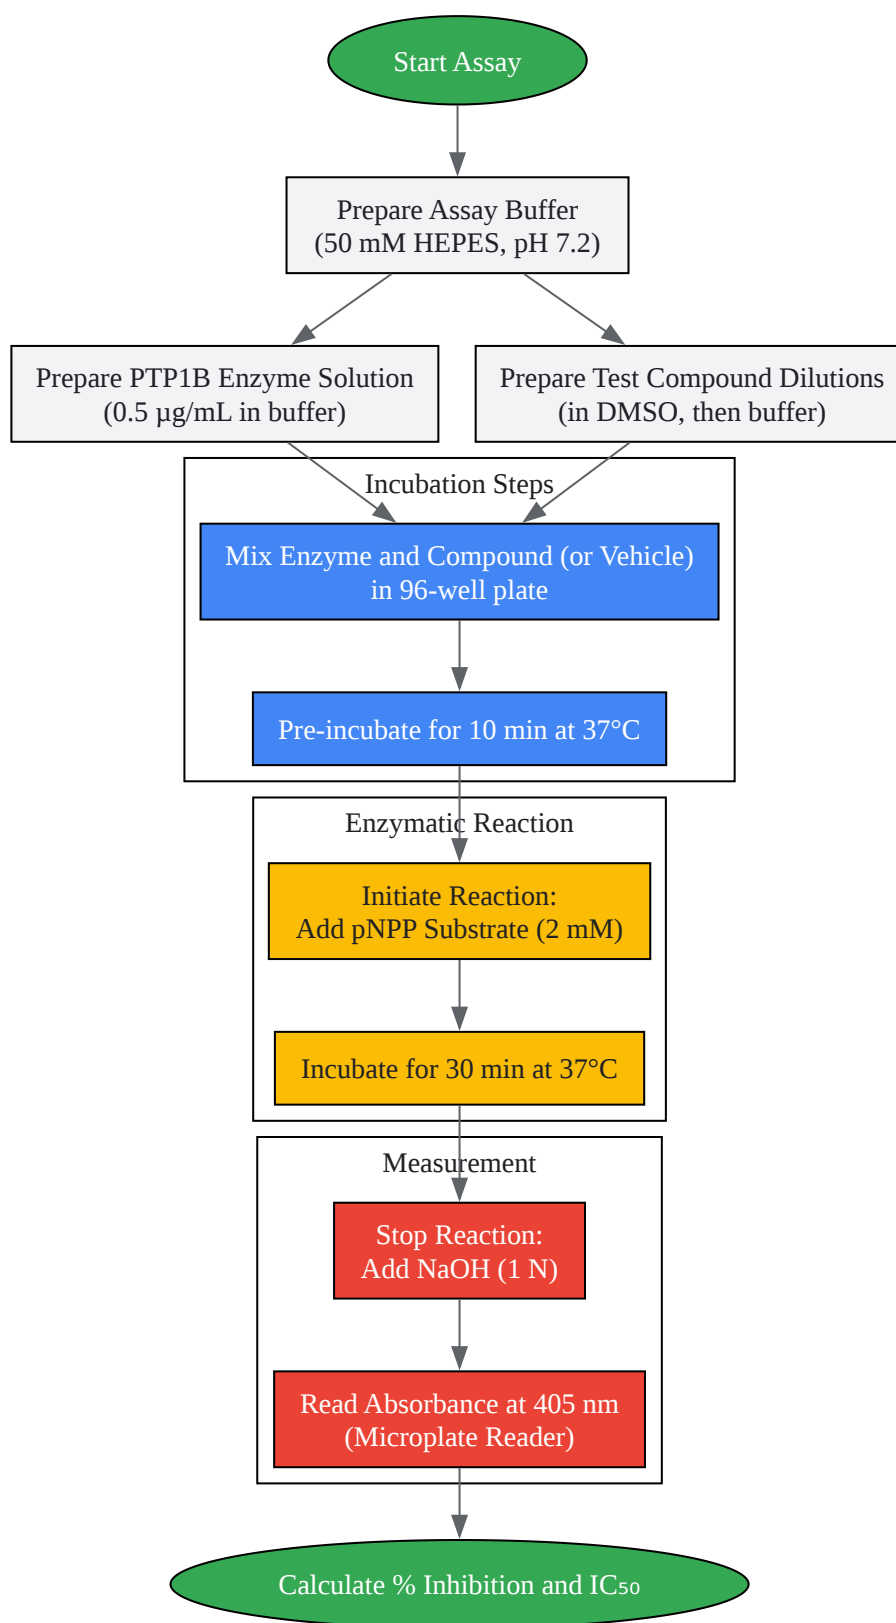 Start Assay
Prepare Assay Buffer
(50 mM HEPES, pH 7.2)
Prepare PTP1B Enzyme Solution
(0.5 µg/mL in buffer)
Prepare Test Compound Dilutions
(in DMSO, then buffer)
Incubation Steps
Mix Enzyme and Compound (or Vehicle)
in 96-well plate
Pre-incubate for 10 min at 37°C
Enzymatic Reaction
Initiate Reaction:
Add pNPP Substrate (2 mM)
Incubate for 30 min at 37°C
Measurement
Stop Reaction:
Add NaOH (1 N)
Read Absorbance at 405 nm
(Microplate Reader)
Calculate % Inhibition and IC₅₀